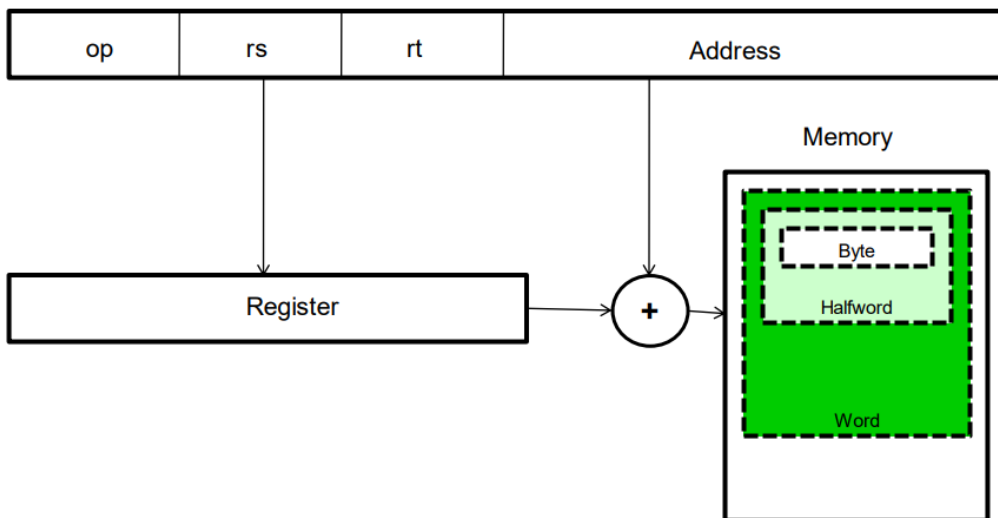 op rs rt Address
Memory
Byte
Register + Halfword
Word